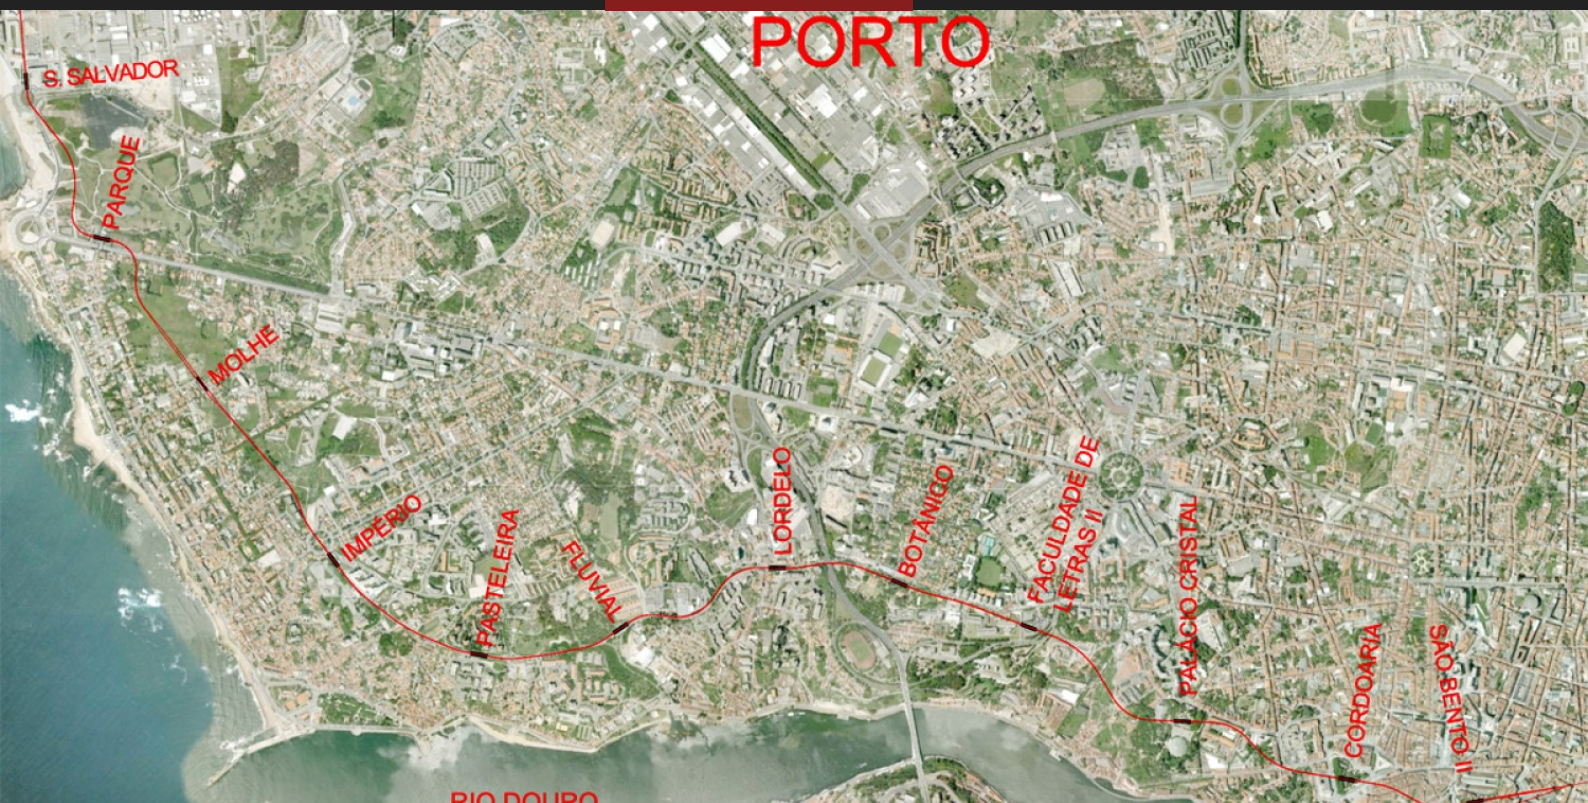 PORTO
S. SALVADOR
PARQUE
MOLHE
IMPÉRIO
PASTELEIRA
FLUVIAL
LORDELO
BOTÂNICO
FACULDADE DE
LETRAS II
PALÁCIO CRISTAL
CORDOARIA
SÃO BENTO II
RIO DOURO